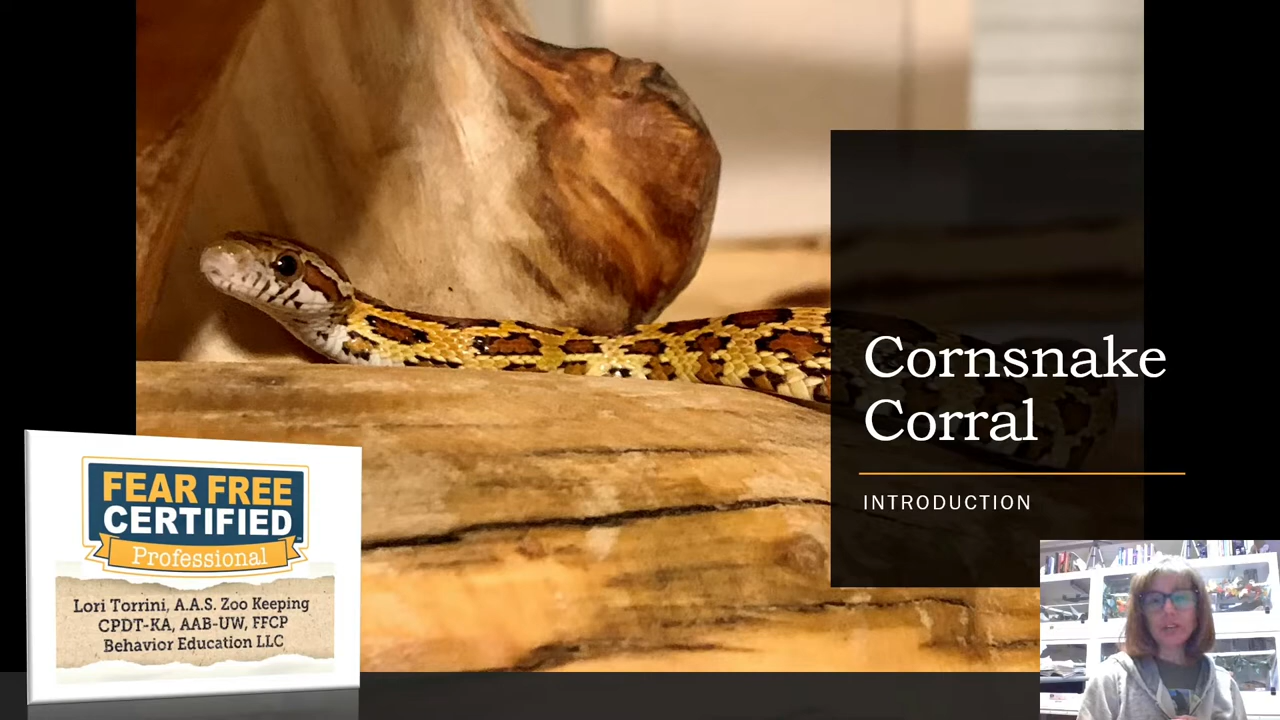 Cornsnake
Corral
INTRODUCTION
FEAR FREE
CERTIFIED
Professional
Lori Torrini, A.A.S. Zoo Keeping
CPDT-KA, AAB-UW, FFCP
Behavior Education LLC